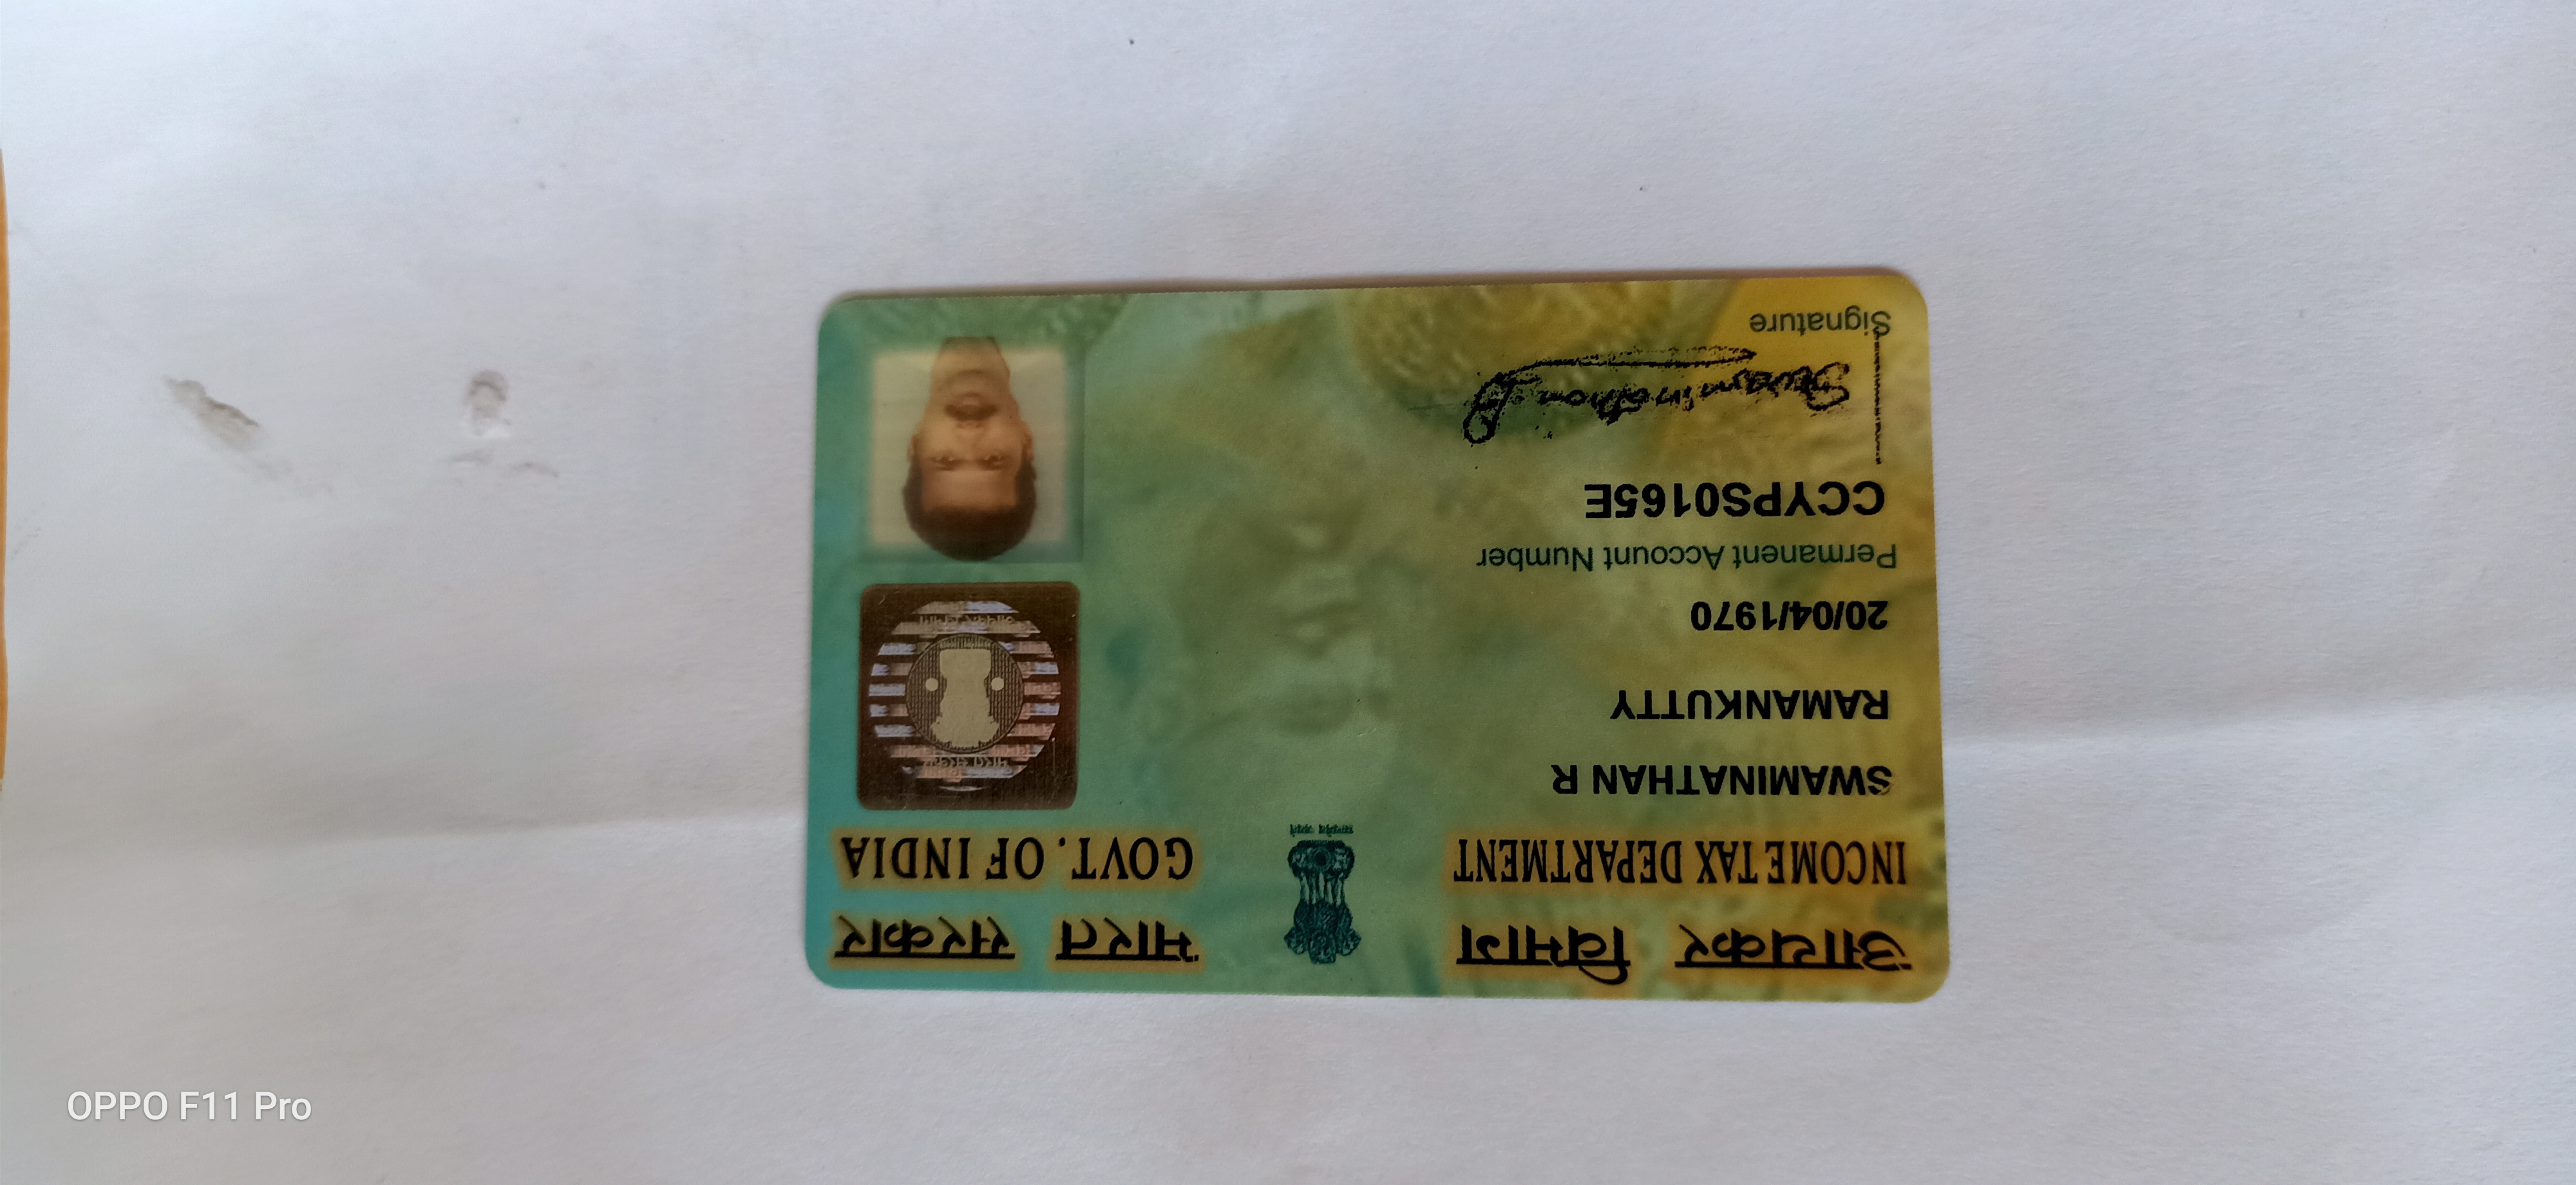 आयकर विभाग
INCOME TAX DEPARTMENT
भारत सरकार
GOVT. OF INDIA
SWAMINATHAN R
RAMANKUTTY
20/04/1970
Permanent Account Number
CCYPS0165E
Swaminathan R
Signature
OPPO F11 Pro